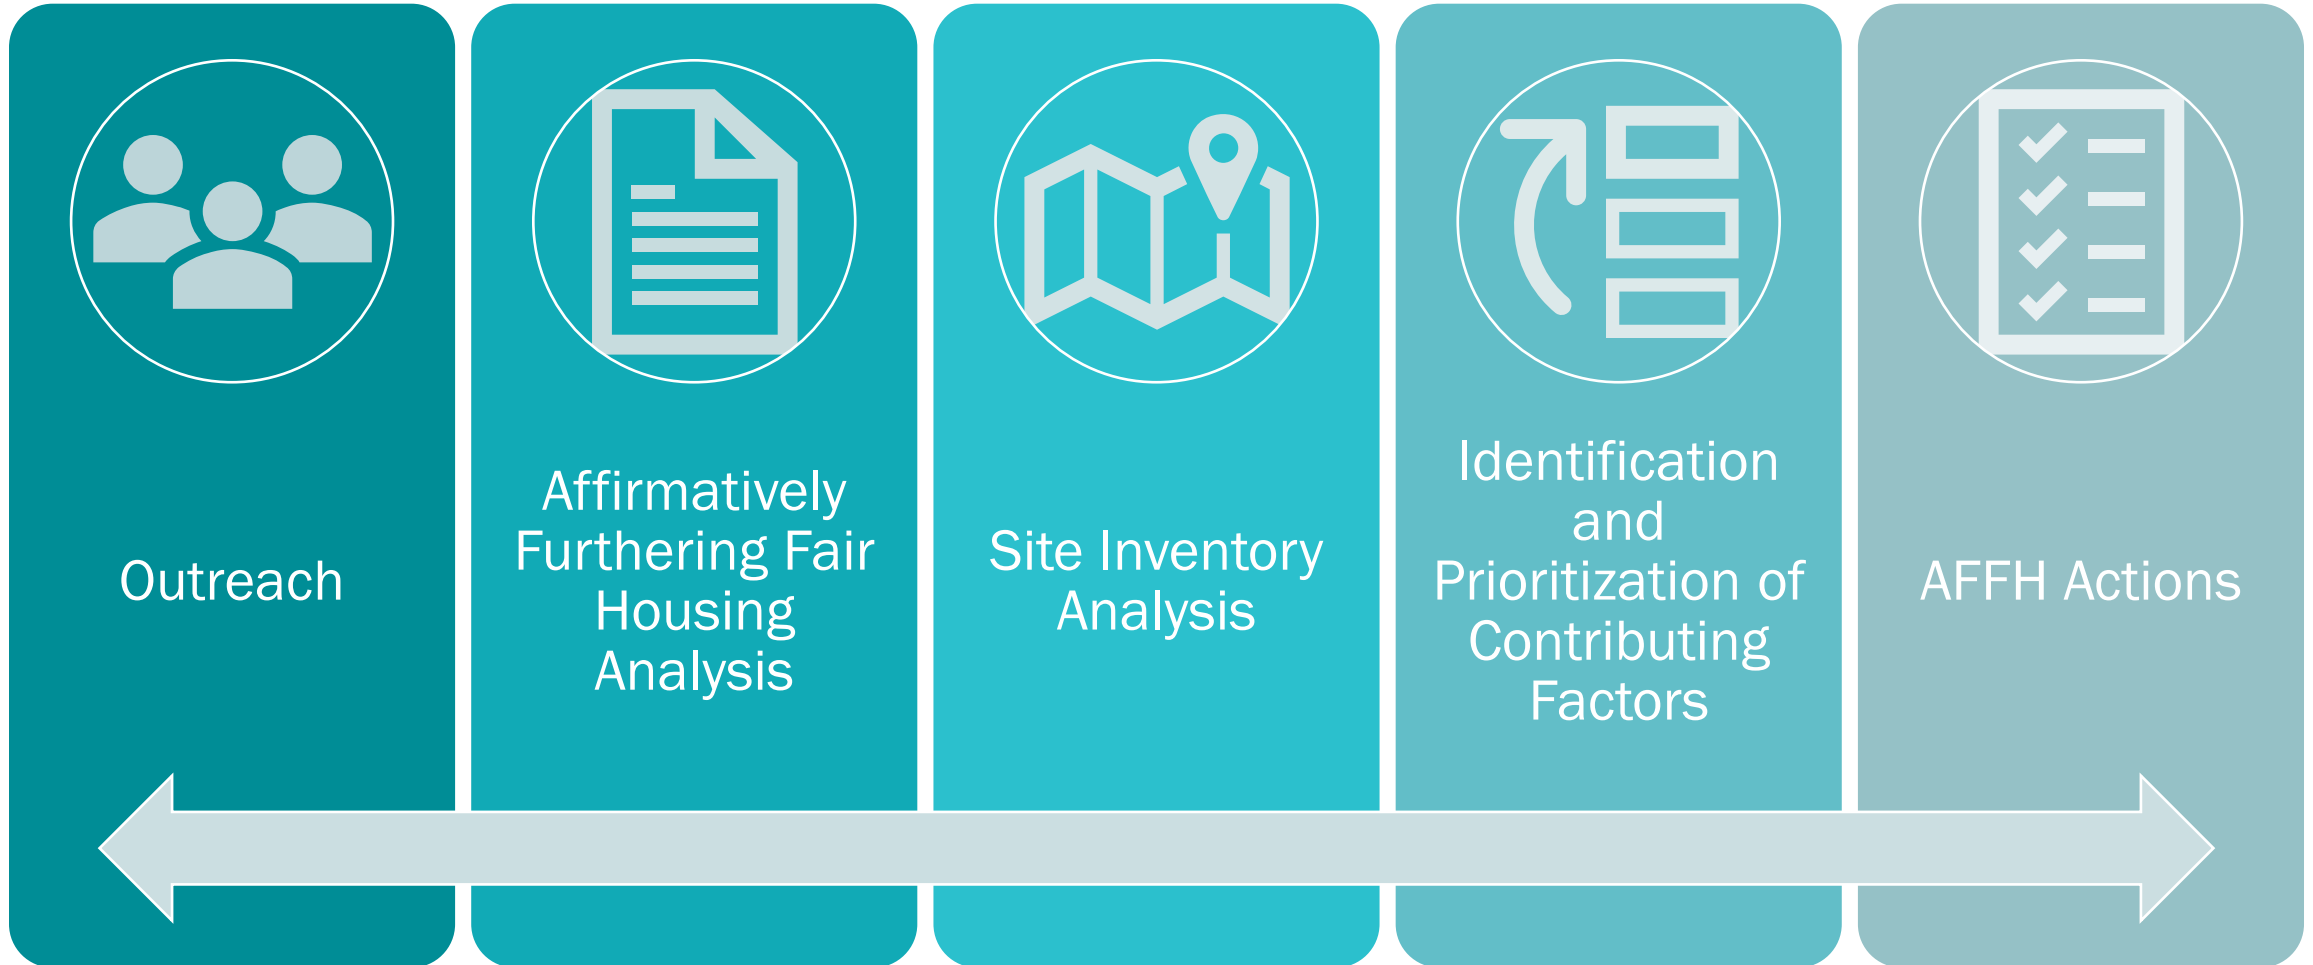 Outreach
Affirmatively
Furthering Fair
Housing
Analysis
Site Inventory
Analysis
Identification
and
Prioritization of
Contributing
Factors
AFFH Actions